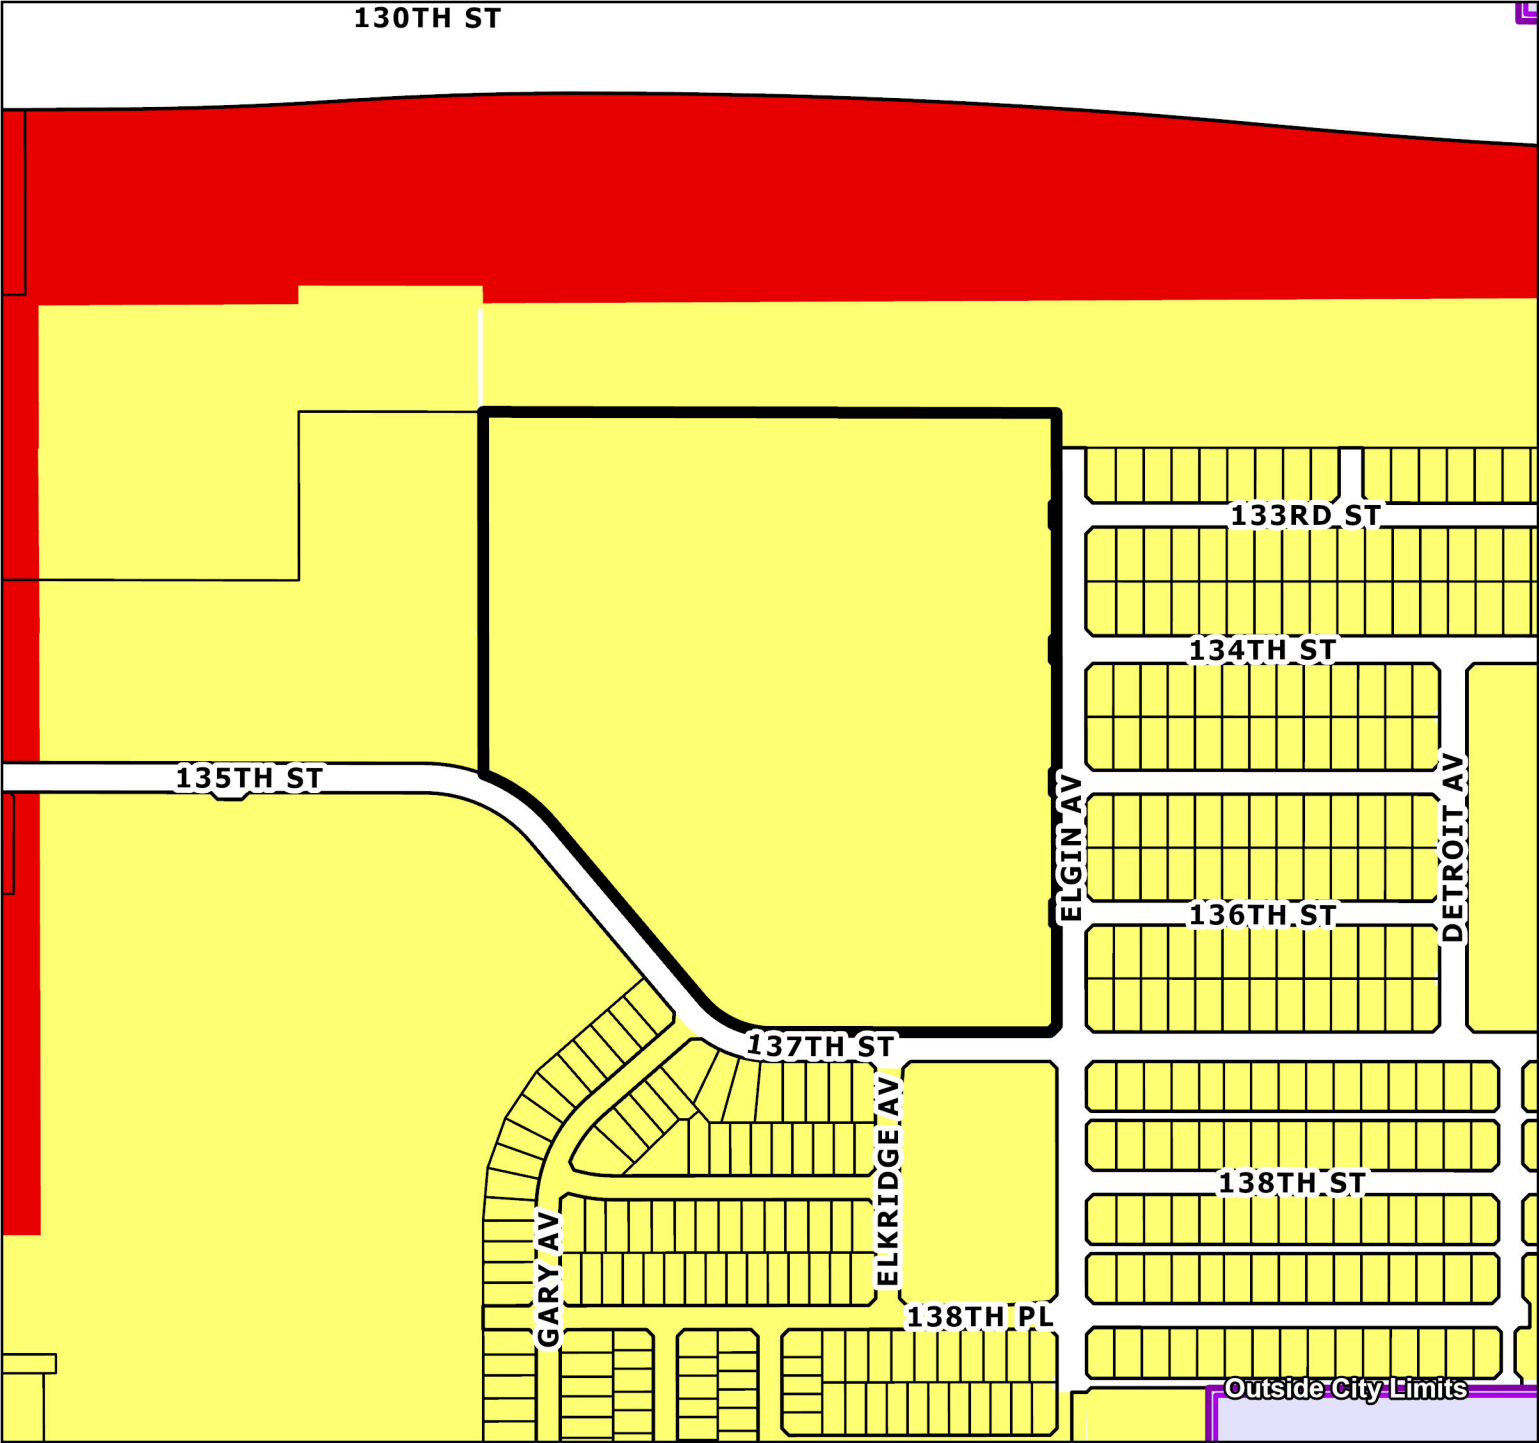 130TH ST
133RD ST
134TH ST
135TH ST
ELGIN AV
DETROIT AV
136TH ST
137TH ST
ELKRIDGE AV
138TH ST
GARY AV
138TH PL
Outside City Limits